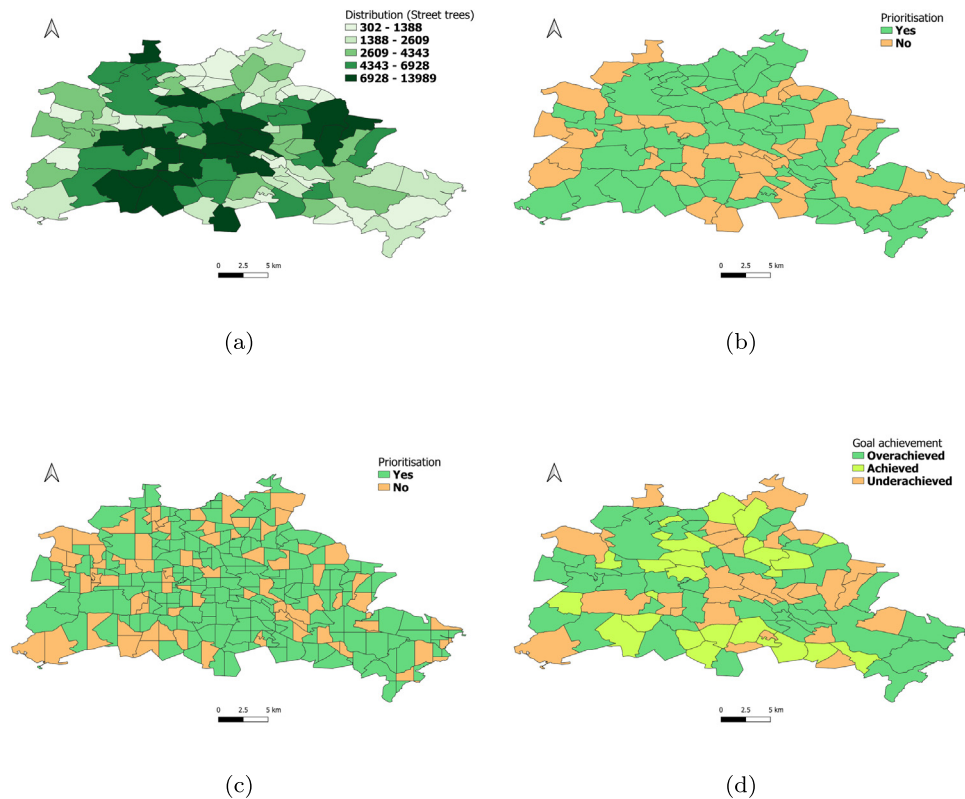 Distribution (Street trees)
302 - 1388
1388 - 2609
2609 - 4343
4343 - 6928
6928 - 13989
0 2.5 5 km
(a)
Prioritisation
Yes
No
0 2.5 5 km
(b)
Prioritisation
Yes
No
0 2.5 5 km
(c)
Goal achievement
Overachieved
Achieved
Underachieved
0 2.5 5 km
(d)